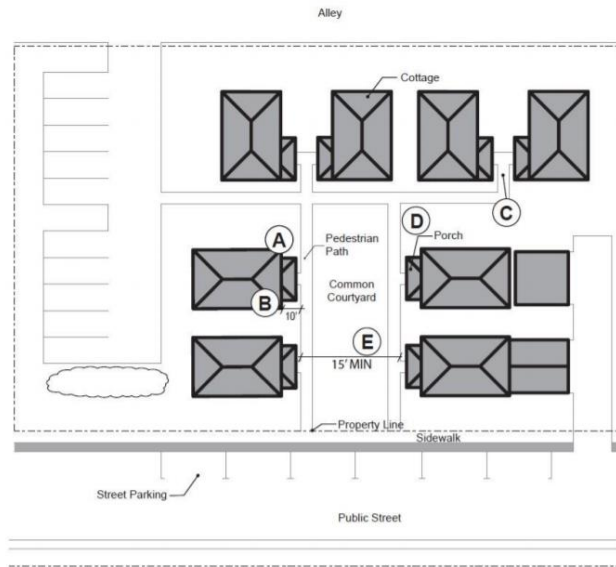 Alley
Cottage
C
A
D
Pedestrian
Path
Porch
B
10'
Common
Courtyard
E
15' MIN
Property Line
Sidewalk
Street Parking
Public Street